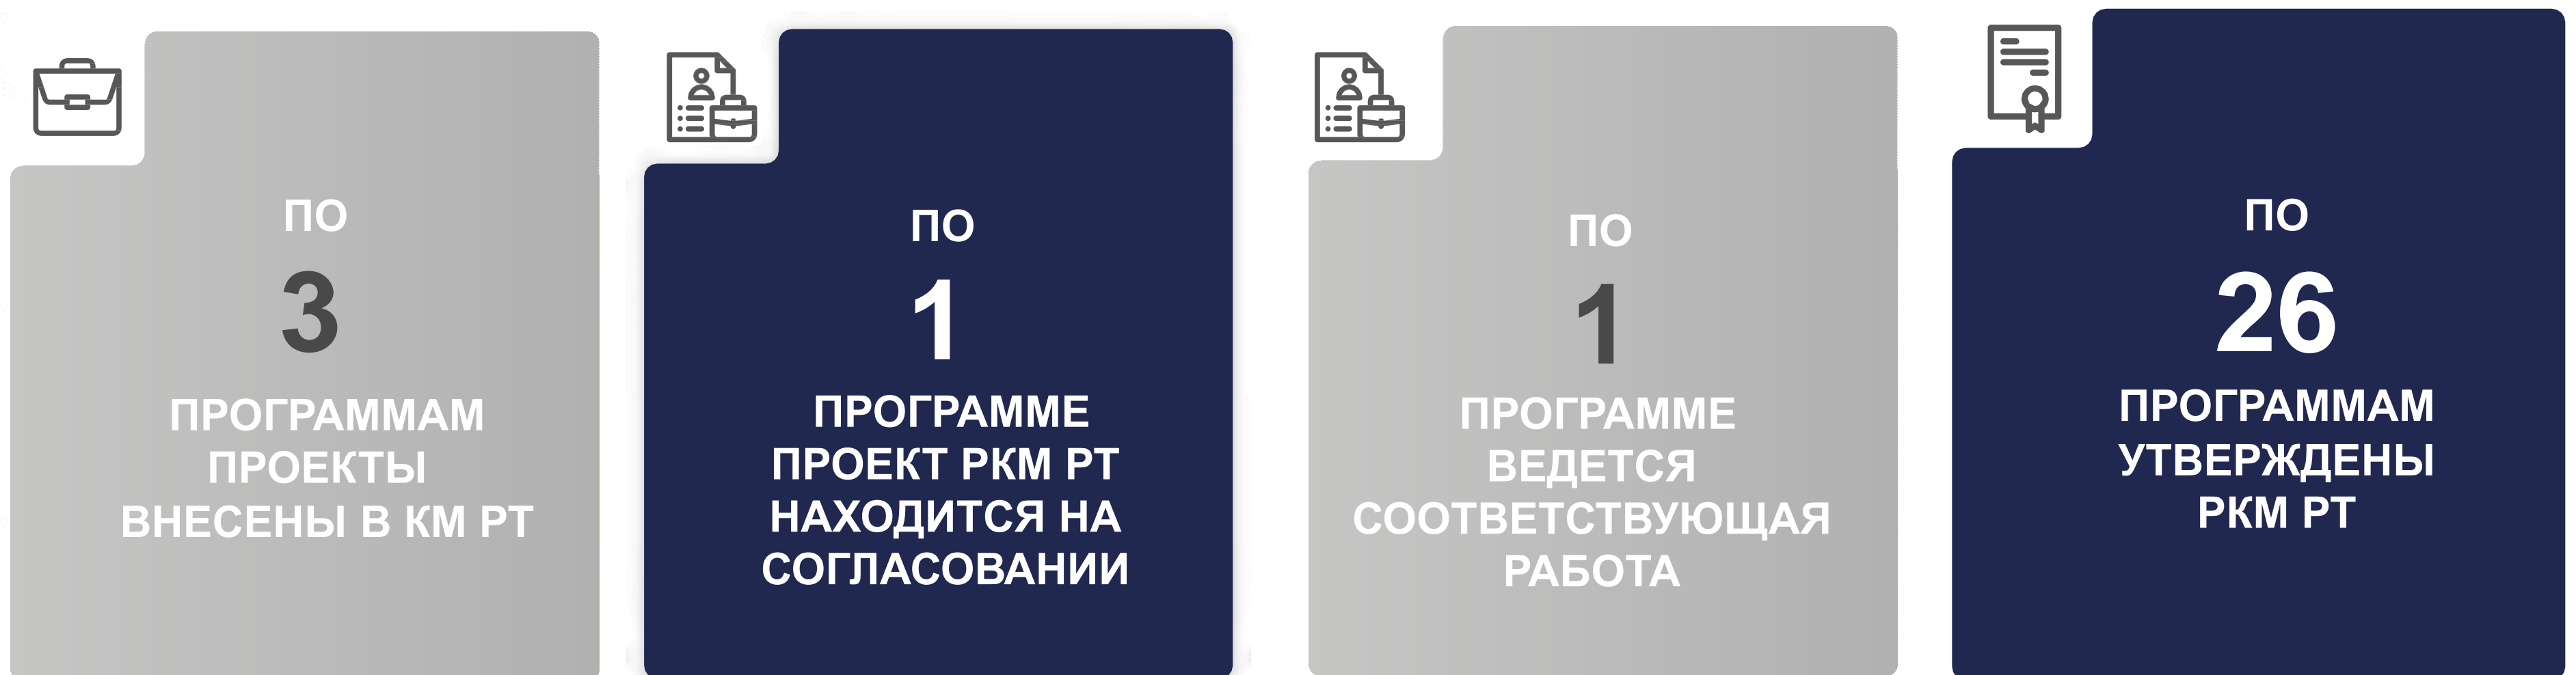 ПО
3
ПРОГРАММАМ
ПРОЕКТЫ
ВНЕСЕНЫ В КМ РТ
ПО
1
ПРОГРАММЕ
ПРОЕКТ РКМ РТ
НАХОДИТСЯ НА
СОГЛАСОВАНИИ
ПО
1
ПРОГРАММЕ
ВЕДЕТСЯ
СООТВЕТСТВУЮЩАЯ
РАБОТА
ПО
26
ПРОГРАММАМ
УТВЕРЖДЕНЫ
РКМ РТ